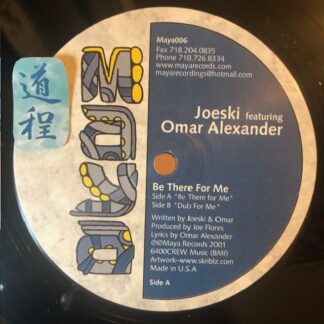 道
程
MAYA
Maya006
Fax 718.204.0835
Phone 718.726.8334
www.mayarecords.com
mayarecordings@hotmail.com
Joeski featuring
Omar Alexander
Be There For Me
Side A "Be There for Me"
Side B "Dub For Me"
Written by Joeski & Omar
Produced by Joe Flores
Lyrics by Omar Alexander
℗©Maya Records 2001
6400CREW Music (BMI)
Artwork-www.skriblz.com
Made in U.S.A
Side A